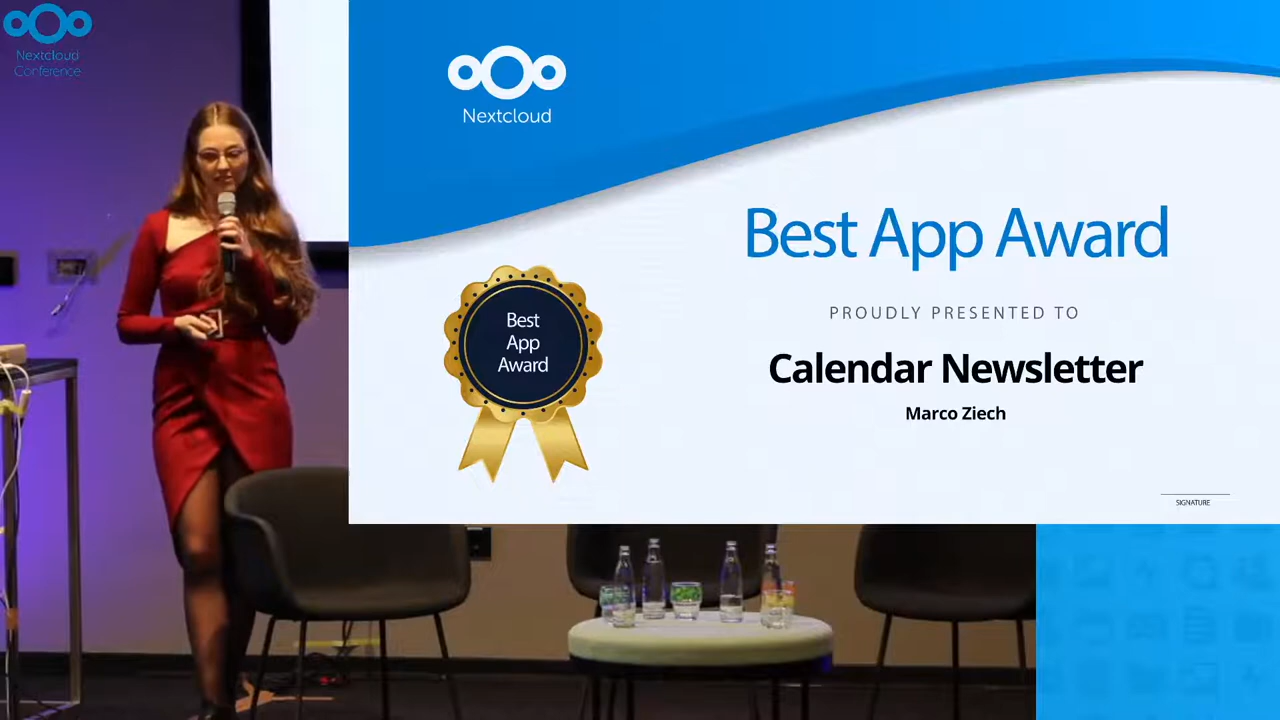 Nextcloud
Conference
Nextcloud
Best App Award
PROUDLY PRESENTED TO
Calendar Newsletter
Marco Ziech
Best
App
Award
SIGNATURE